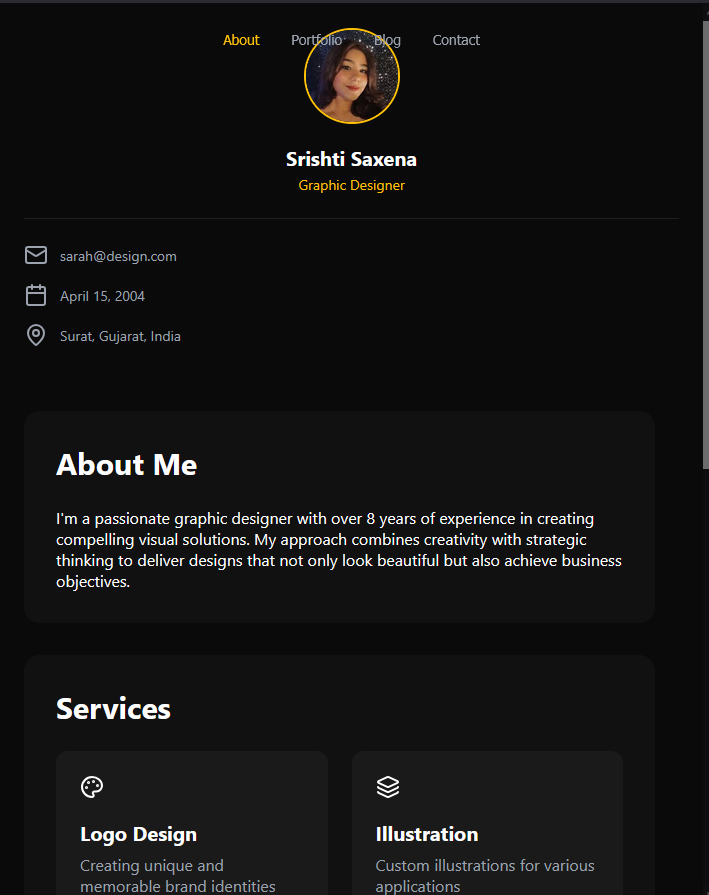 About Portfolio Blog Contact
Srishti Saxena
Graphic Designer
sarah@design.com
April 15, 2004
Surat, Gujarat, India
About Me
I'm a passionate graphic designer with over 8 years of experience in creating
compelling visual solutions. My approach combines creativity with strategic
thinking to deliver designs that not only look beautiful but also achieve business
objectives.
Services
Logo Design
Creating unique and
memorable brand identities
Illustration
Custom illustrations for various
applications